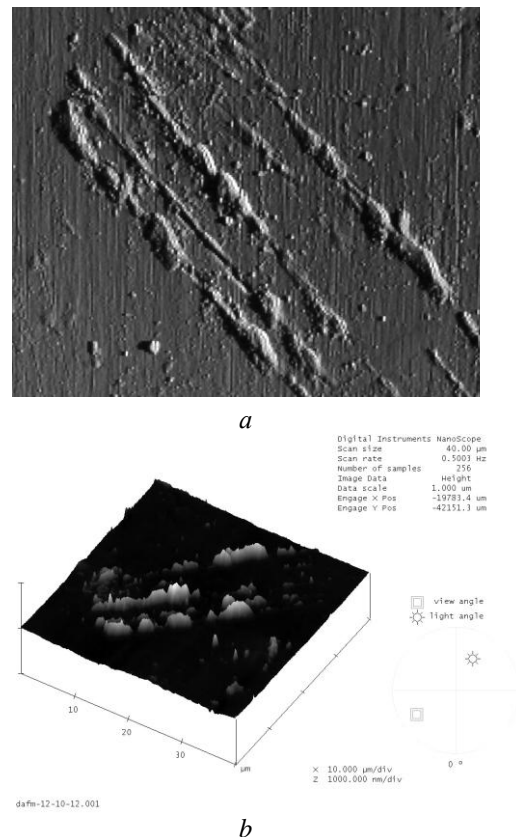 a
Digital Instruments NanoScope
Scan size 40.00 µm
Scan rate 0.5003 Hz
Number of samples 256
Image Data Height
Data scale 1.000 um
Engage X Pos -19783.4 um
Engage Y Pos -42151.3 um
view angle
light angle
10
20
30
µm
X 10.000 µm/div
Z 1000.000 nm/div
0 °
dafm-12-10-12.001
b